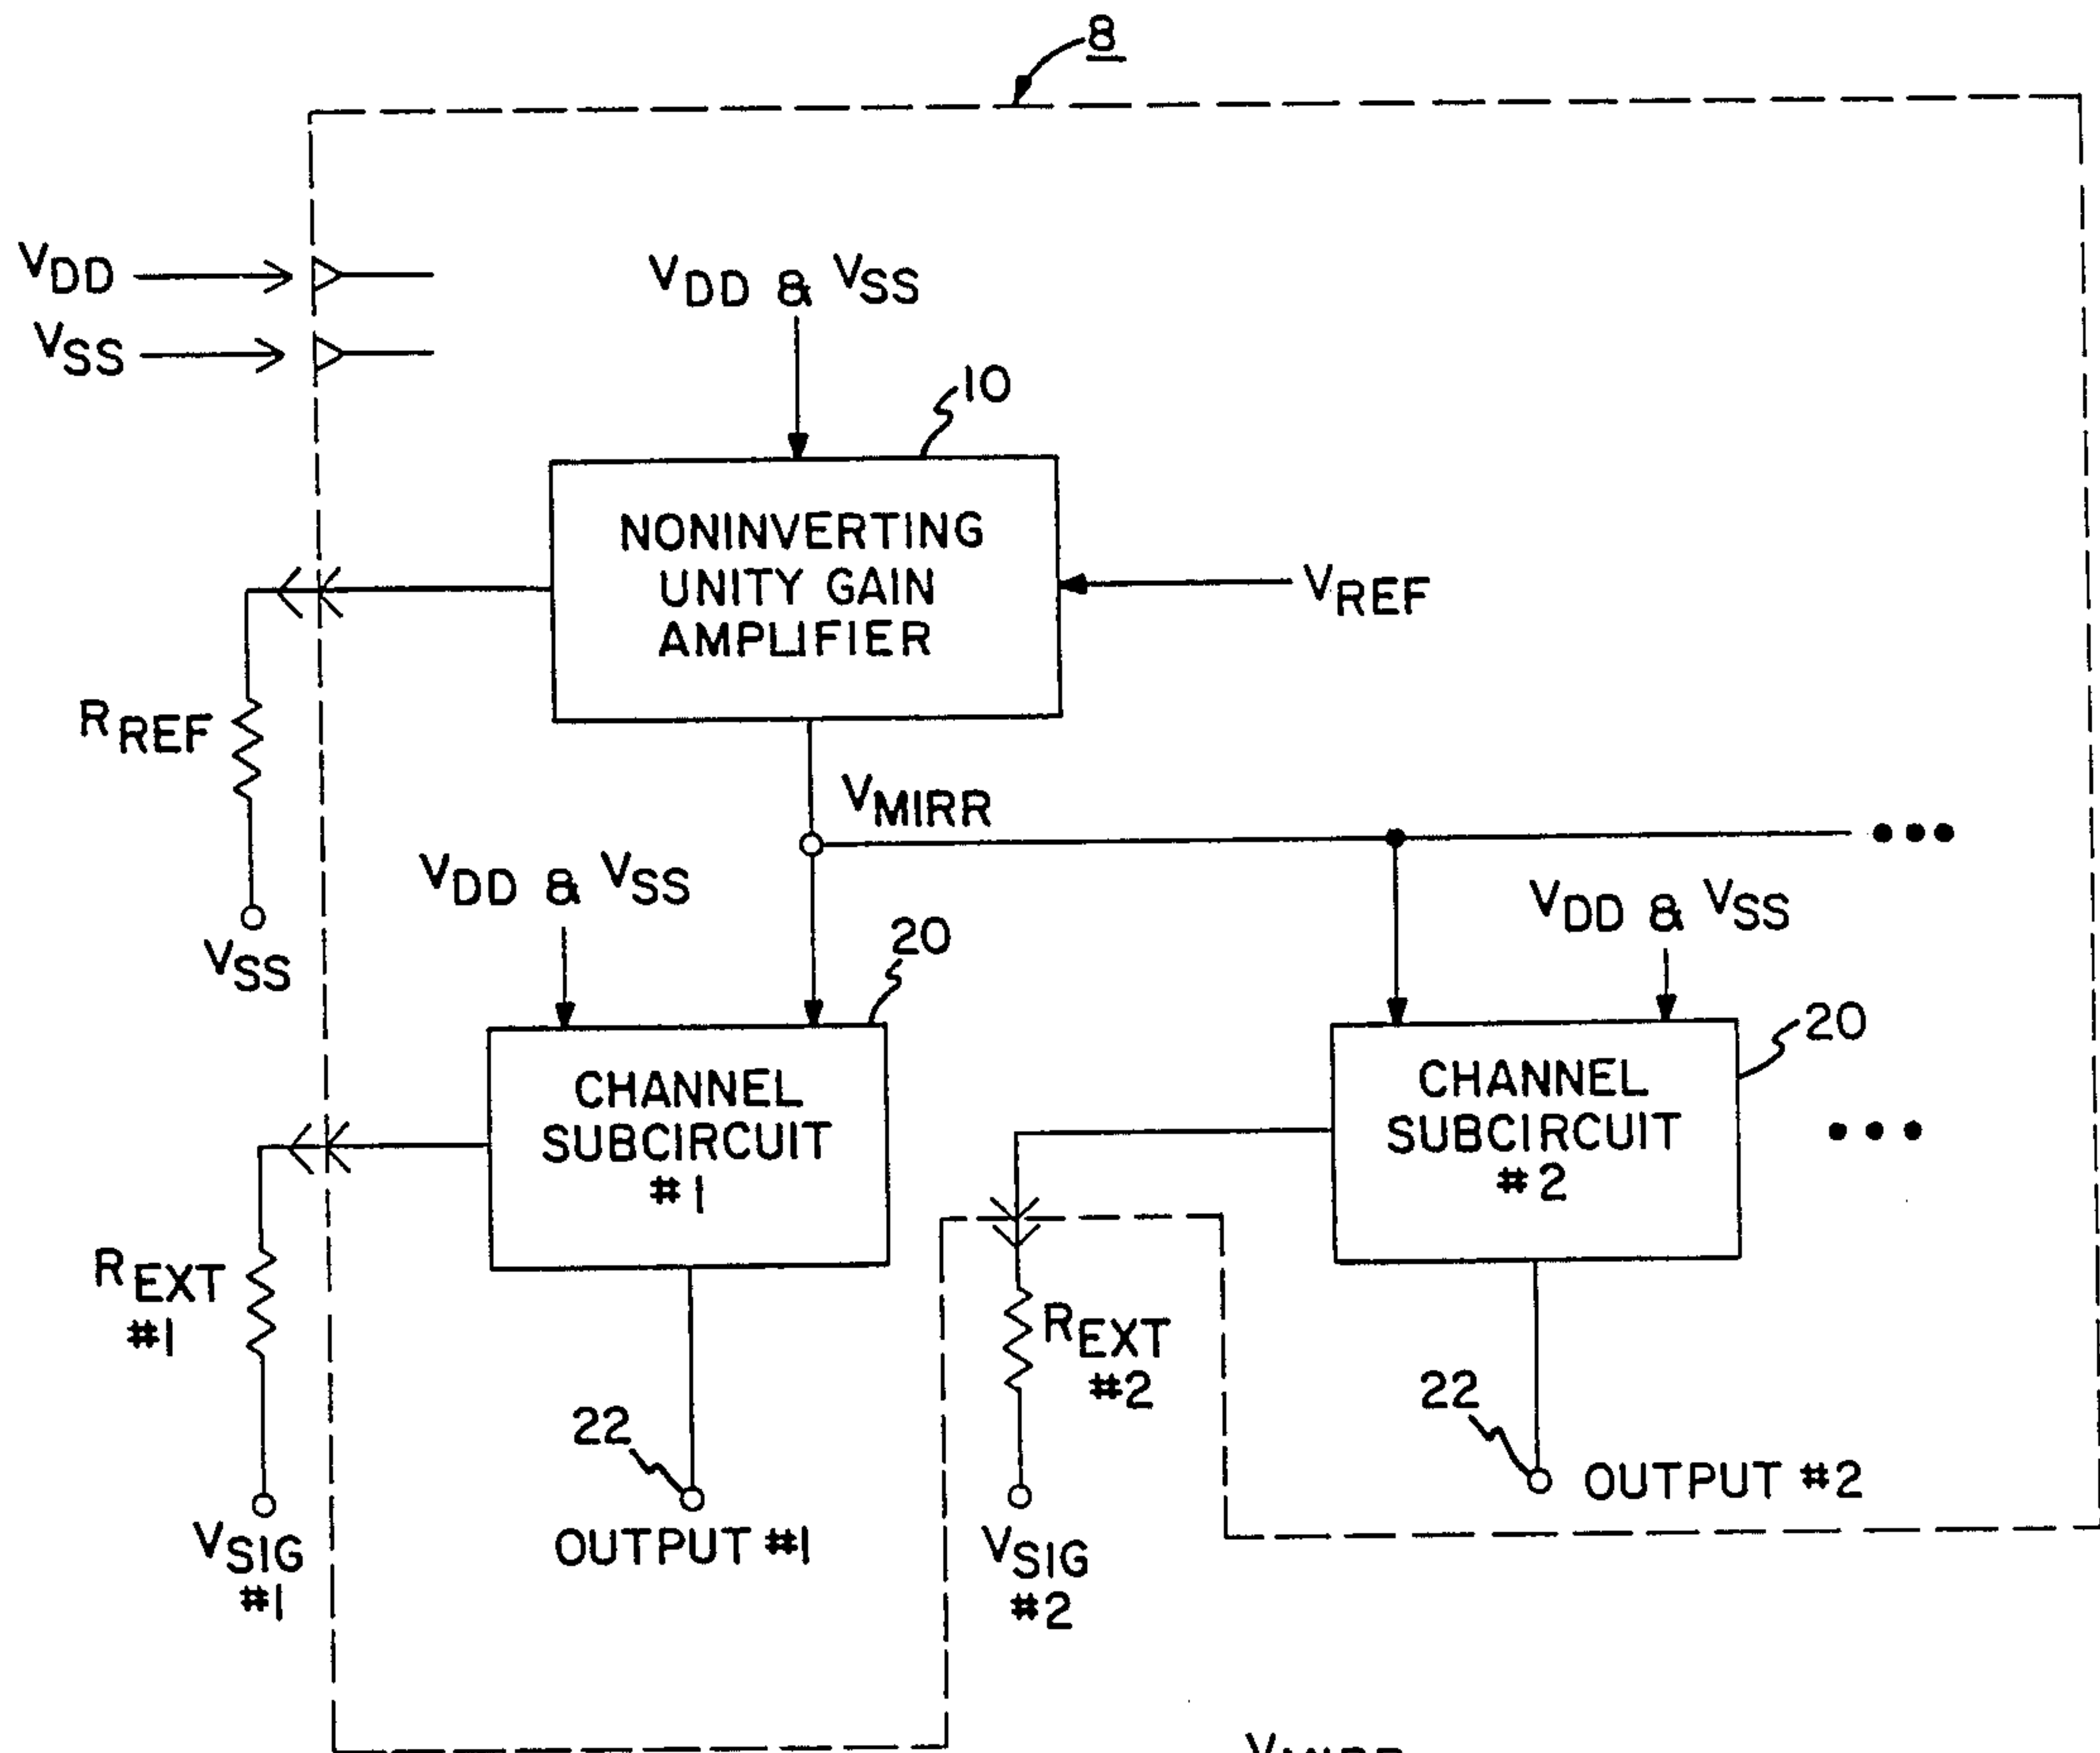 8
VDD
VSS
VDD & VSS
10
NONINVERTING
UNITY GAIN
AMPLIFIER
VREF
RREF
VSS
VMIRR
VDD & VSS
20
VDD & VSS
20
CHANNEL
SUBCIRCUIT
#1
CHANNEL
SUBCIRCUIT
#2
REXT
#1
REXT
#2
22
OUTPUT #1
22
OUTPUT #2
VSIG
#1
VSIG
#2
VMIRR